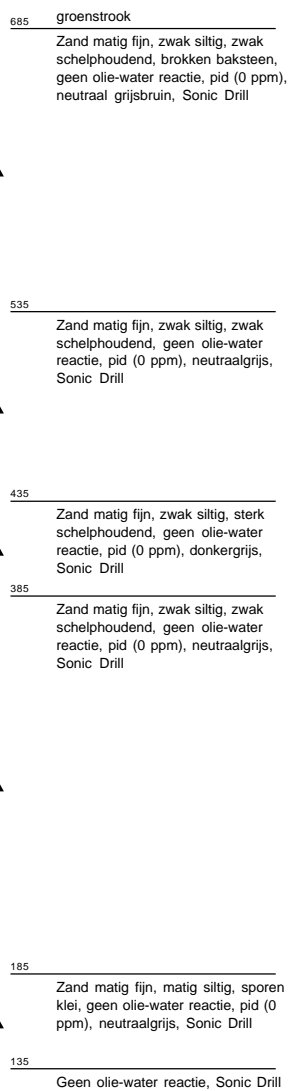 685 groenstrook
Zand matig fijn, zwak siltig, zwak
schelphoudend, brokken baksteen,
geen olie-water reactie, pid (0 ppm),
neutraal grijsbruin, Sonic Drill
535
Zand matig fijn, zwak siltig, zwak
schelphoudend, geen olie-water
reactie, pid (0 ppm), neutraalgrijs,
Sonic Drill
435
Zand matig fijn, zwak siltig, sterk
schelphoudend, geen olie-water
reactie, pid (0 ppm), donkergrijs,
Sonic Drill
385
Zand matig fijn, zwak siltig, zwak
schelphoudend, geen olie-water
reactie, pid (0 ppm), neutraalgrijs,
Sonic Drill
185
Zand matig fijn, matig siltig, sporen
klei, geen olie-water reactie, pid (0
ppm), neutraalgrijs, Sonic Drill
135
Geen olie-water reactie, Sonic Drill